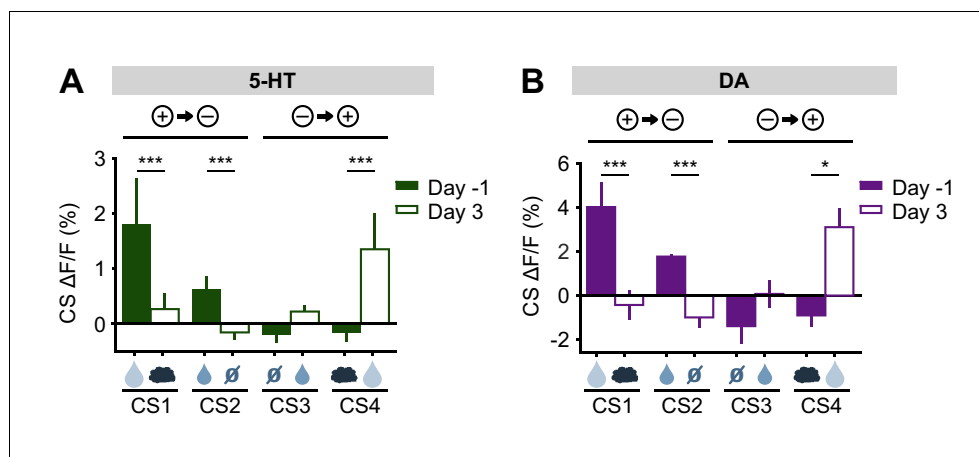 A
5-HT
⊕ → ⊖
⊖ → ⊕
***
***
***
3
2
1
0
CS ΔF/F (%)
Day -1
Day 3
ø
ø
CS1
CS2
CS3
CS4
B
DA
⊕ → ⊖
⊖ → ⊕
***
***
*
6
4
2
0
-2
CS ΔF/F (%)
Day -1
Day 3
ø
ø
CS1
CS2
CS3
CS4